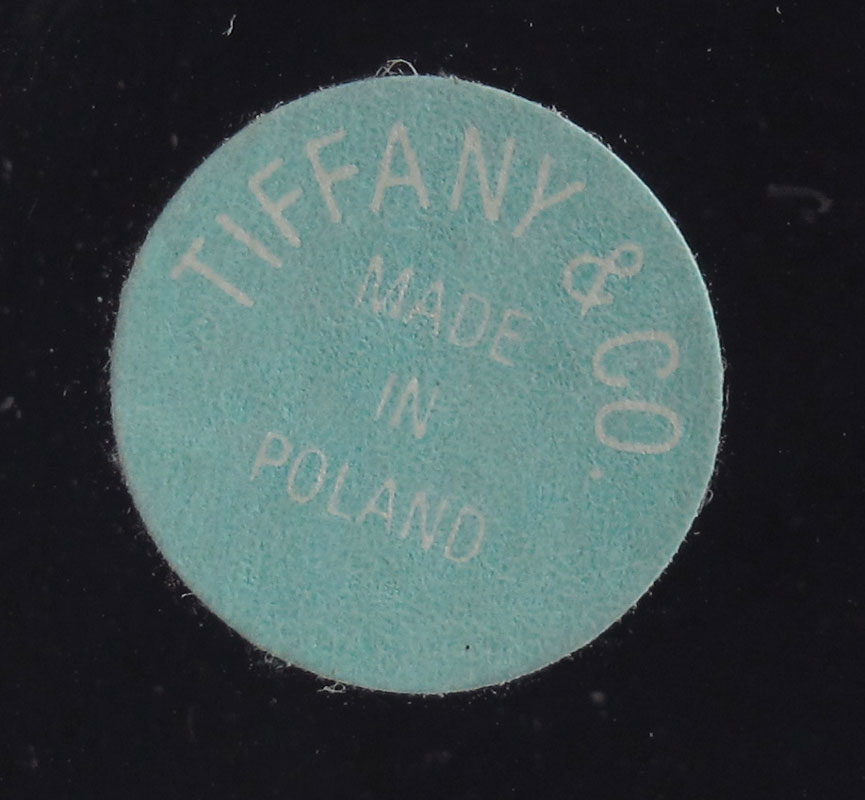 TIFFANY & CO.
MADE
IN
POLAND